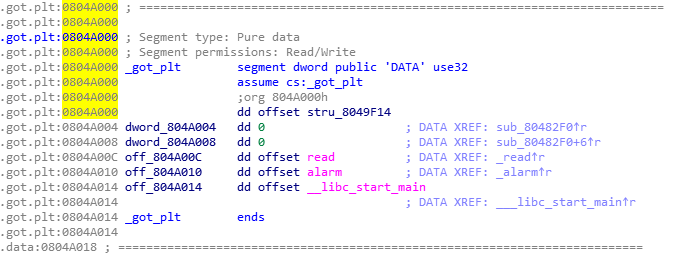 .got.plt:0804A000 ; ===========================================================================
.got.plt:0804A000
.got.plt:0804A000 ; Segment type: Pure data
.got.plt:0804A000 ; Segment permissions: Read/Write
.got.plt:0804A000 _got_plt segment dword public 'DATA' use32
.got.plt:0804A000 assume cs:_got_plt
.got.plt:0804A000 ;org 804A000h
.got.plt:0804A000 dd offset stru_8049F14
.got.plt:0804A004 dword_804A004 dd 0 ; DATA XREF: sub_80482F0↑r
.got.plt:0804A008 dword_804A008 dd 0 ; DATA XREF: sub_80482F0+6↑r
.got.plt:0804A00C off_804A00C dd offset read ; DATA XREF: _read↑r
.got.plt:0804A010 off_804A010 dd offset alarm ; DATA XREF: _alarm↑r
.got.plt:0804A014 off_804A014 dd offset __libc_start_main
.got.plt:0804A014 ; DATA XREF: ___libc_start_main↑r
.got.plt:0804A014 _got_plt ends
.got.plt:0804A014
.data:0804A018 ; ===========================================================================